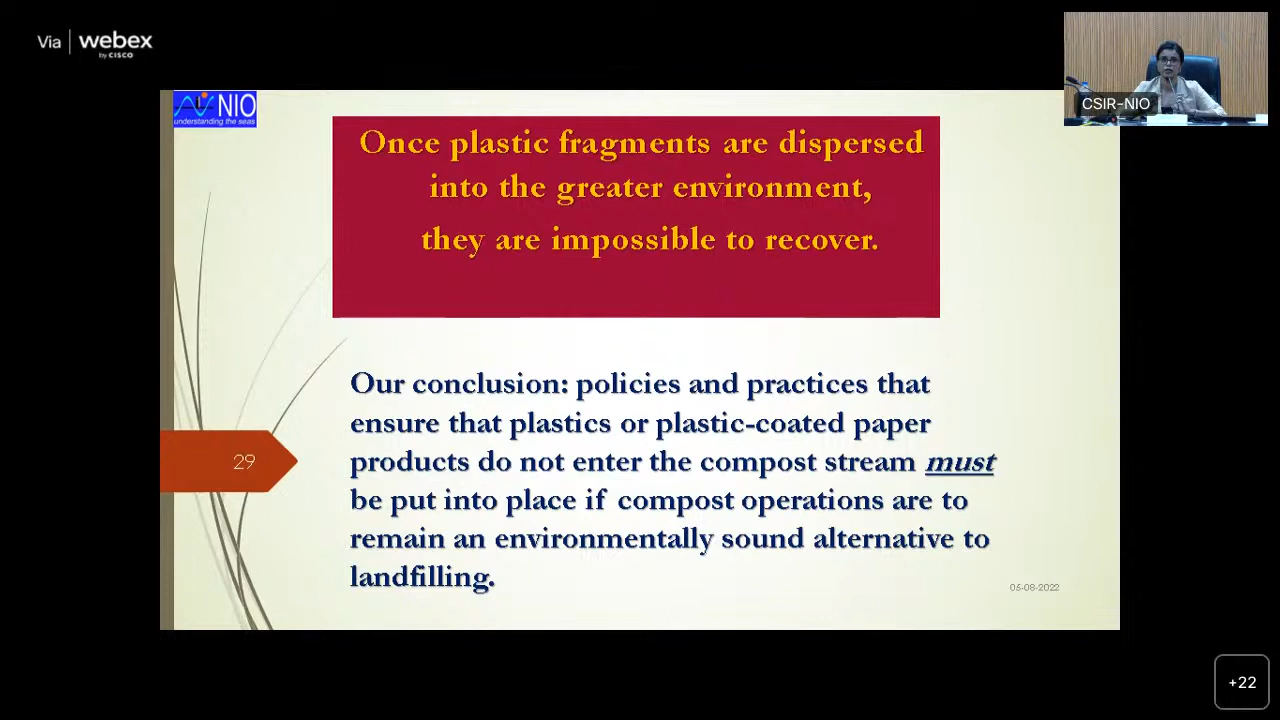 Via webex
by CISCO
CSIR-NIO
NIO
understanding the seas
Once plastic fragments are dispersed
into the greater environment,
they are impossible to recover.
Our conclusion: policies and practices that
ensure that plastics or plastic-coated paper
products do not enter the compost stream must
be put into place if compost operations are to
remain an environmentally sound alternative to
landfilling.
29
05-08-2022
+22